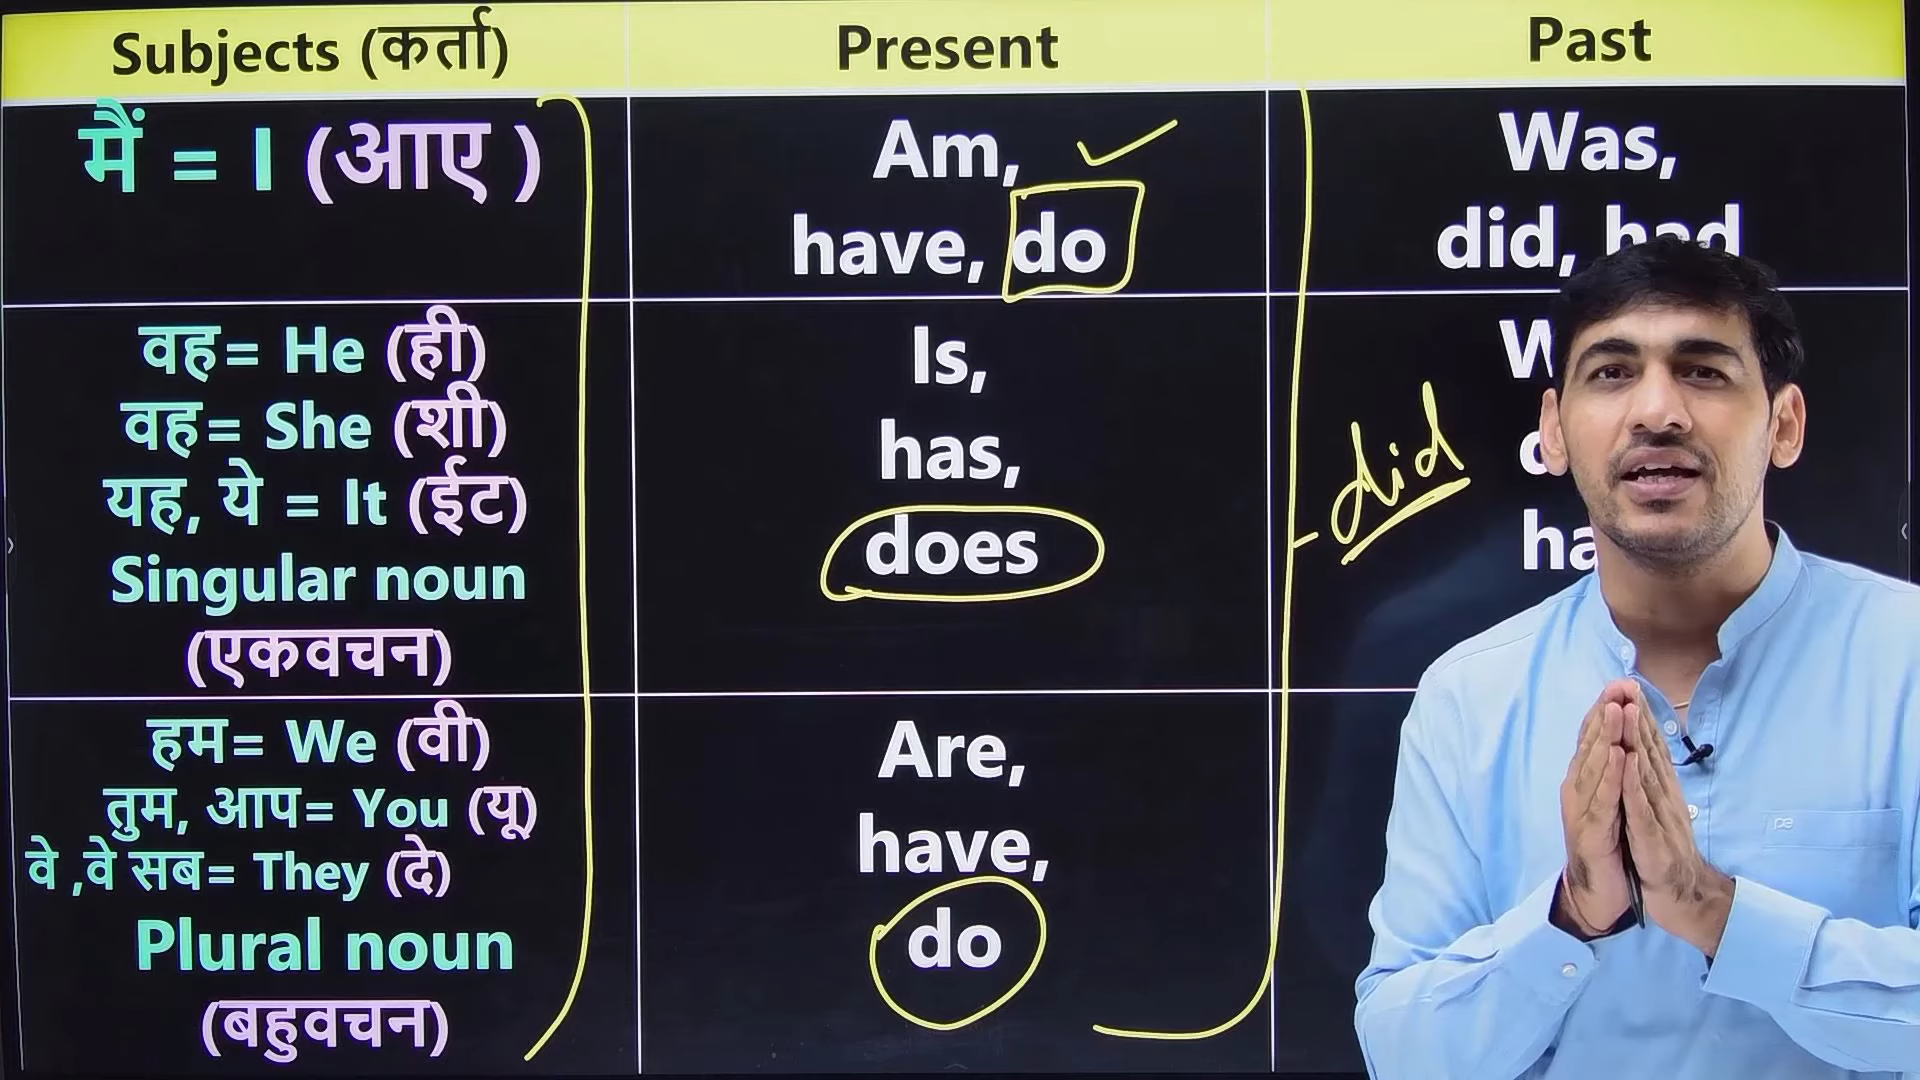 Subjects (कर्ता)
Present
Past
मैं = I (आए )
Am,
have, do
Was,
did, had
वह= He (ही)
वह= She (शी)
यह, ये = It (ईट)
Singular noun
(एकवचन)
Is,
has,
does
did
हम= We (वी)
तुम, आप= You (यू)
वे ,वे सब= They (दे)
Plural noun
(बहुवचन)
Are,
have,
do